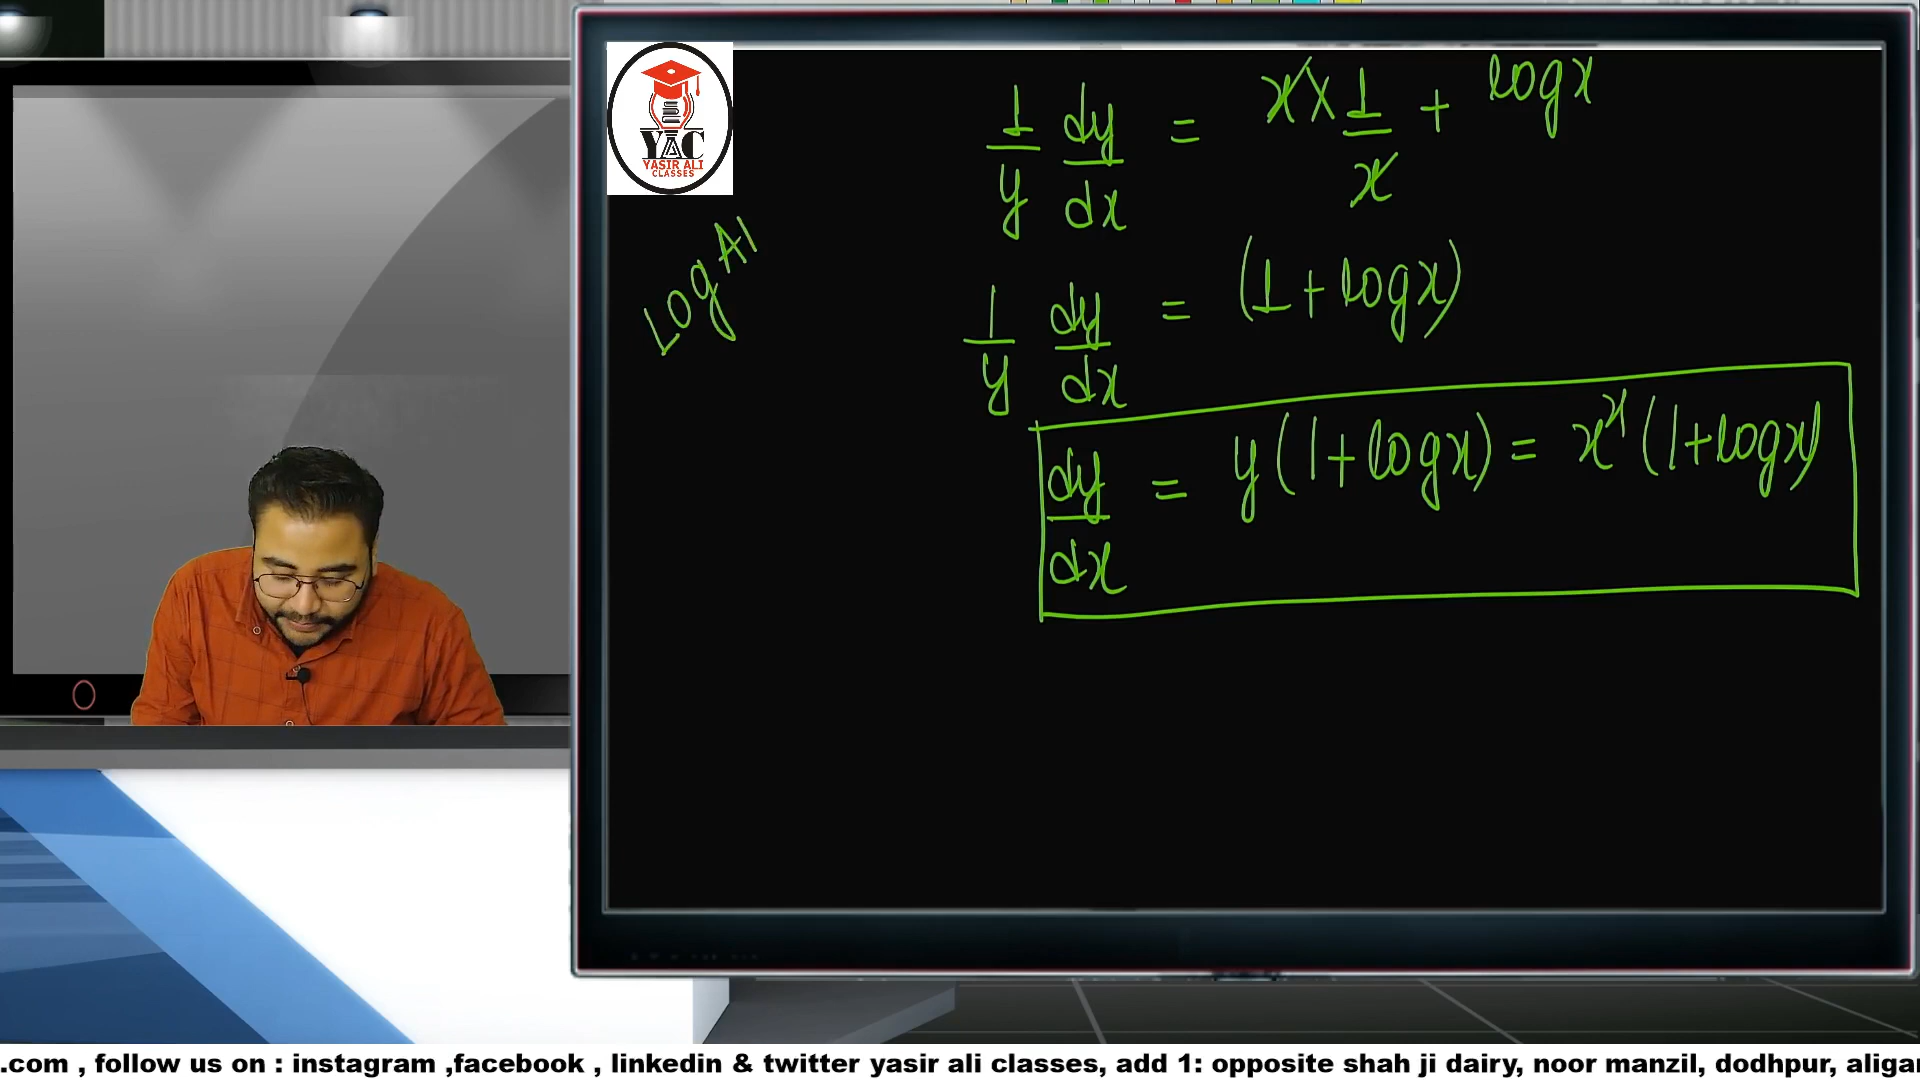 YAC
YASIR ALI
CLASSES
1/y dy/dx = x × 1/x + log x
Log A1
1/y dy/dx = (1 + log x)
dy/dx = y (1 + log x) = x^x (1 + log x)
.com , follow us on : instagram ,facebook , linkedin & twitter yasir ali classes, add 1: opposite shah ji dairy, noor manzil, dodhpur,